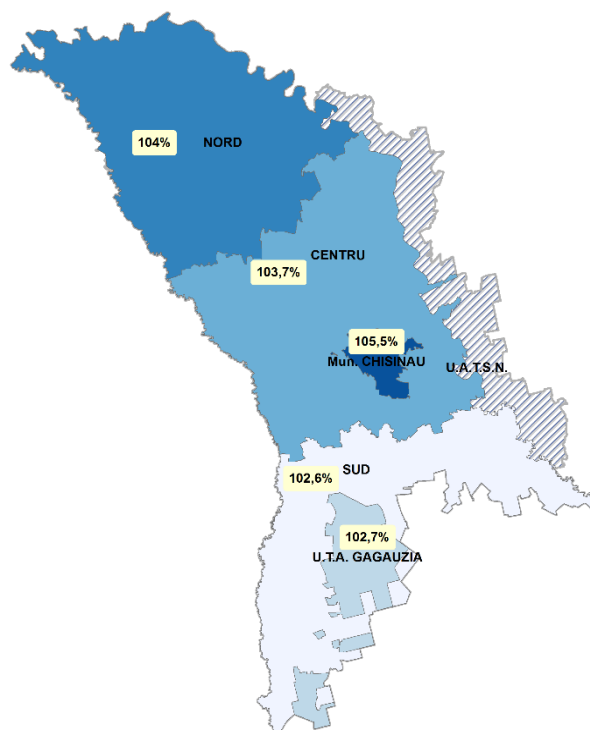 104% NORD
CENTRU
103,7%
105,5%
Mun. CHISINAU
U.A.T.S.N.
SUD
102,6%
102,7%
U.T.A. GAGAUZIA